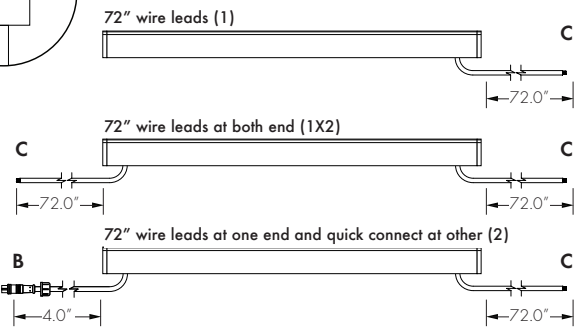 72” wire leads (1)
C
72.0”
72” wire leads at both end (1X2)
C C
72.0” 72.0”
72” wire leads at one end and quick connect at other (2)
B C
4.0” 72.0”